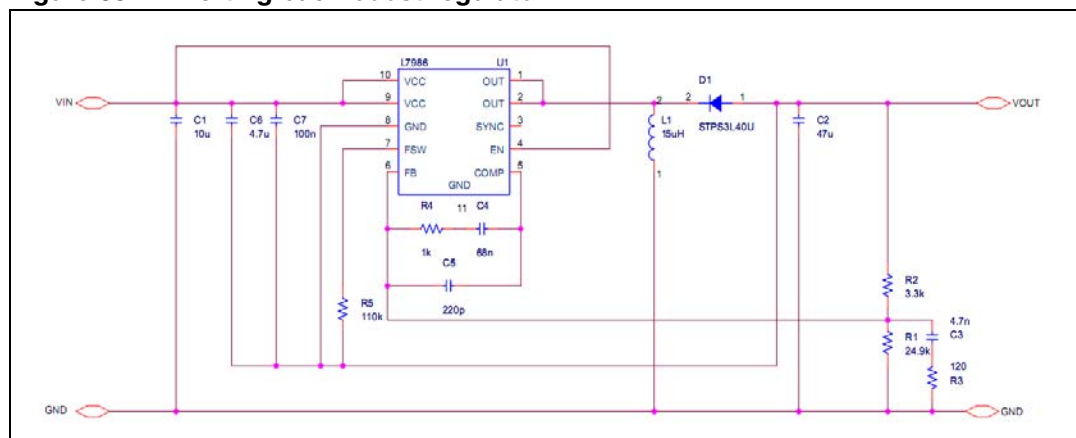 L7986 U1
10 VCC OUT 1
9 VCC OUT 2
8 GND SYNC 3
7 FSW EN 4
6 FB COMP 5
GND
11
VIN
C1
10u
C6
4.7u
C7
100n
D1
2 1
STPS3L40U
2
L1
15uH
1
C2
47u
VOUT
R4
1k
C4
68n
C5
220p
R5
110k
R2
3.3k
R1
24.9k
4.7n
C3
120
R3
GND
GND